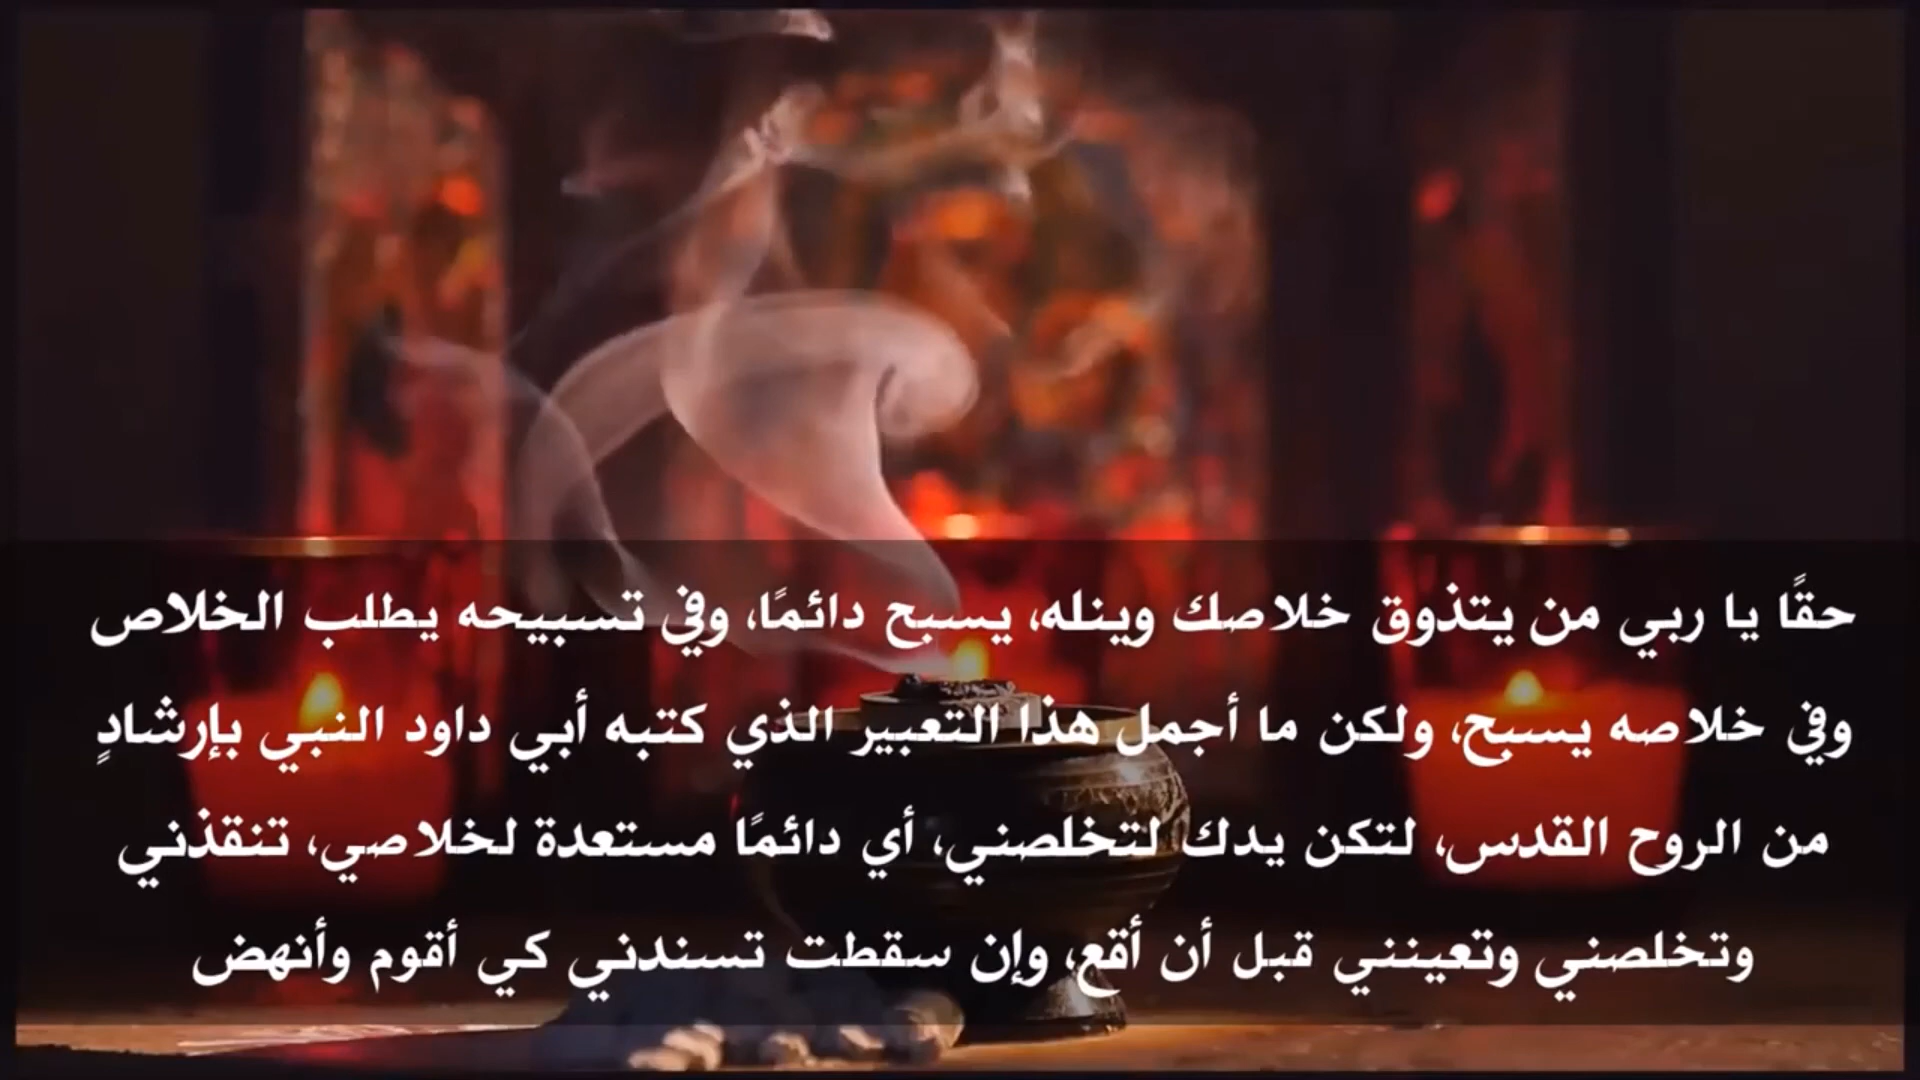 حقًا يا ربي من يتذوق خلاصك وينله، يسبح دائمًا، وفي تسبيحه يطلب الخلاص
وفي خلاصه يسبح، ولكن ما أجمل هذا التعبير الذي كتبه أبي داود النبي بإرشادٍ
من الروح القدس، لتكن يدك لتخلصني، أي دائمًا مستعدة لخلاصي، تنقذني
وتخلصني وتعينني قبل أن أقع، وإن سقطت تسندني كي أقوم وأنهض